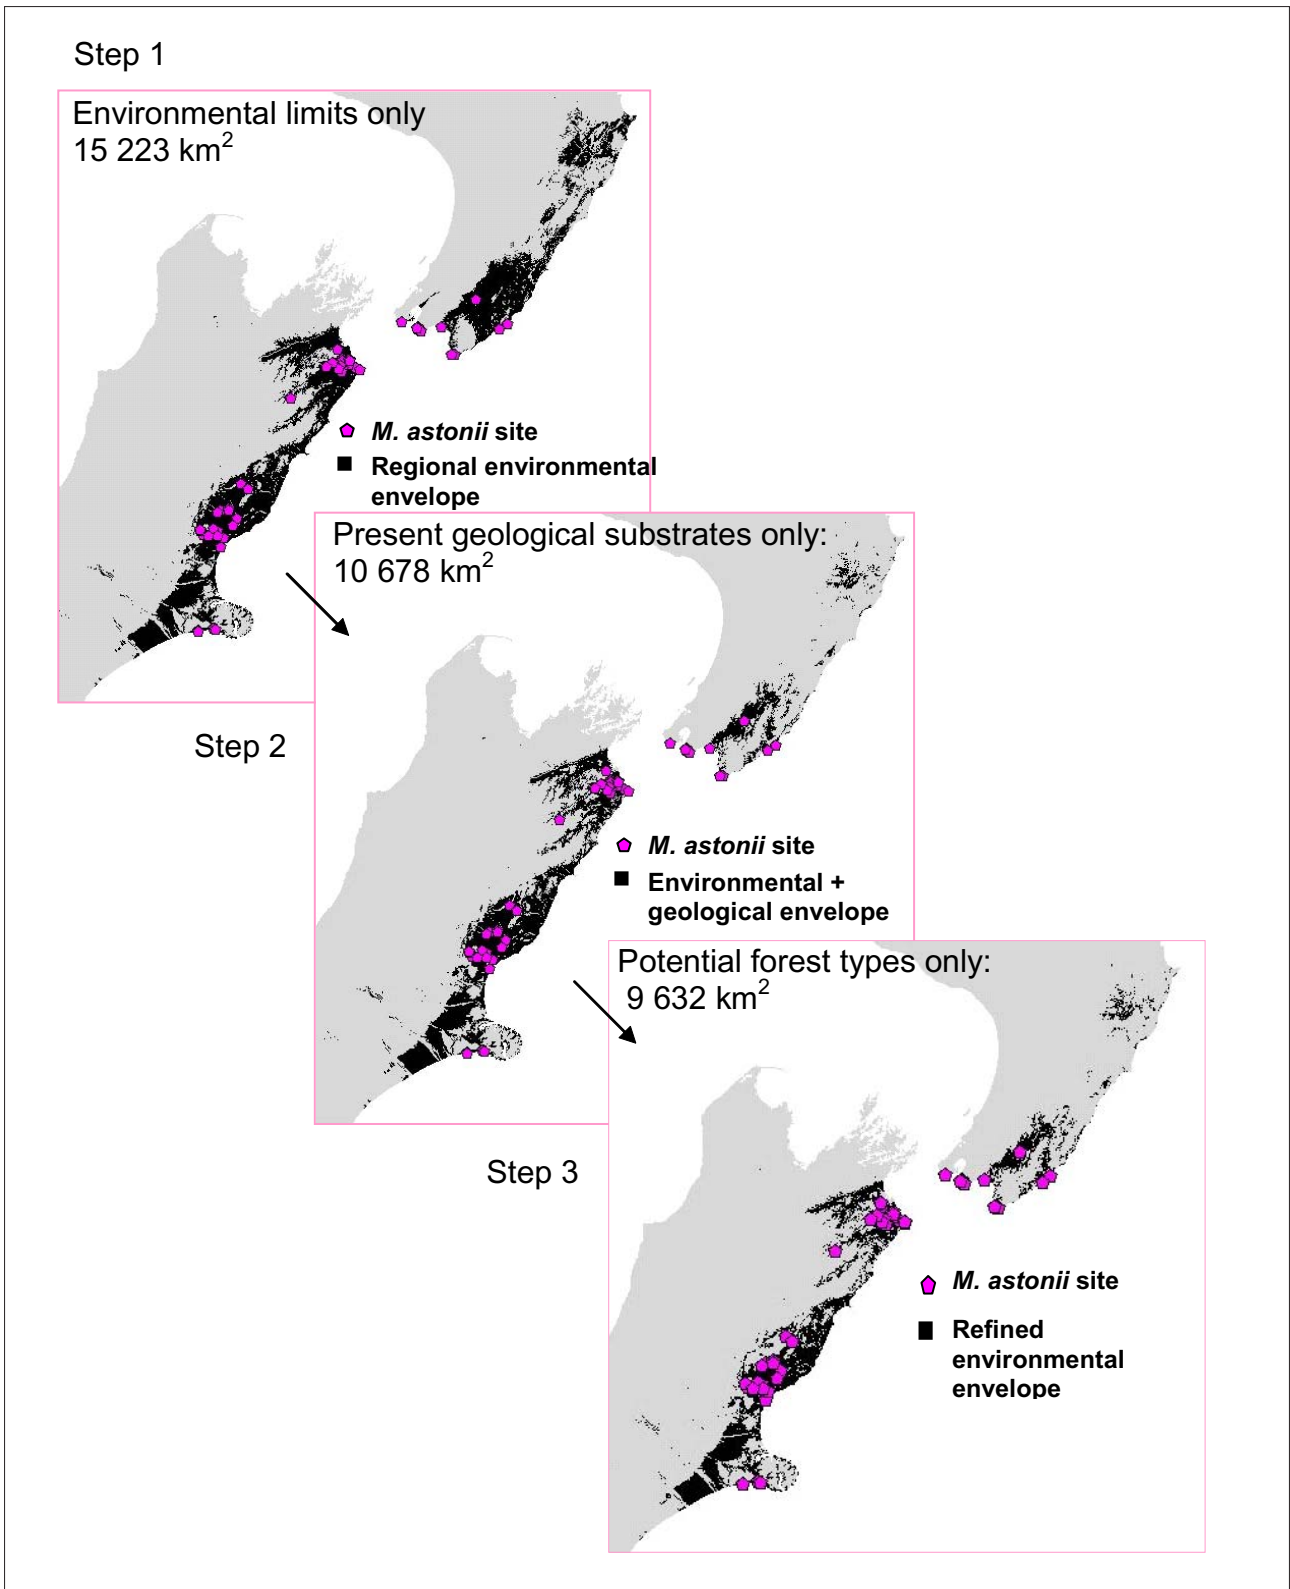 Step 1
Environmental limits only
15 223 km²
M. astonii site
Regional environmental
envelope
Step 2
Present geological substrates only:
10 678 km²
M. astonii site
Environmental +
geological envelope
Step 3
Potential forest types only:
9 632 km²
M. astonii site
Refined
environmental
envelope